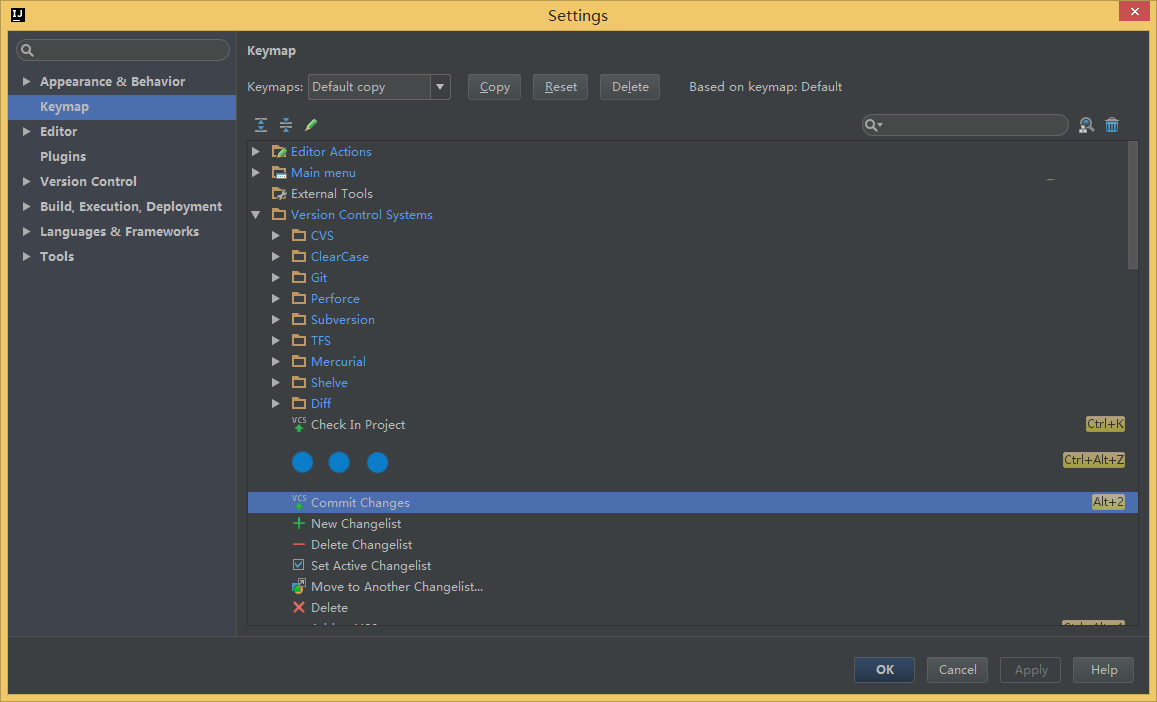 IJ
Settings
Keymap
Appearance & Behavior
Keymap
Editor
Plugins
Version Control
Build, Execution, Deployment
Languages & Frameworks
Tools
Keymaps: Default copy Copy Reset Delete Based on keymap: Default
Editor Actions
Main menu
External Tools
Version Control Systems
CVS
ClearCase
Git
Perforce
Subversion
TFS
Mercurial
Shelve
Diff
VCS Check In Project Ctrl+K
Ctrl+Alt+Z
VCS Commit Changes Alt+2
New Changelist
Delete Changelist
Set Active Changelist
Move to Another Changelist...
Delete
OK Cancel Apply Help